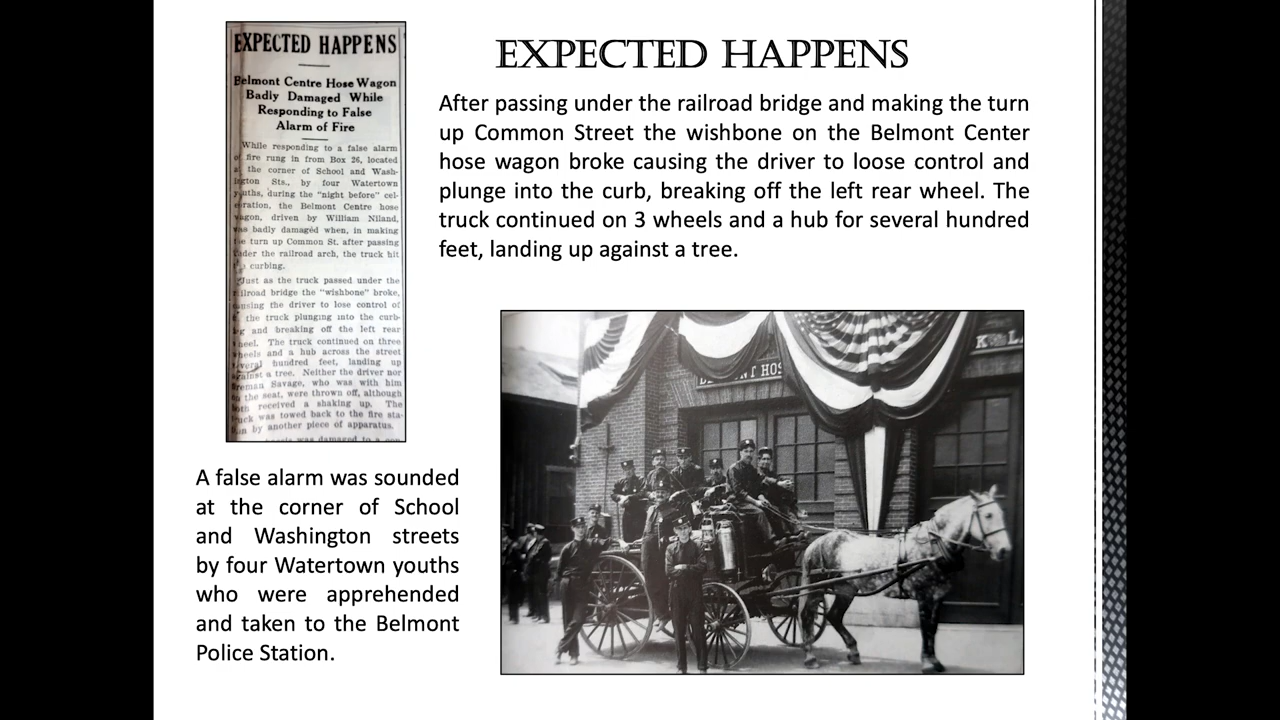 EXPECTED HAPPENS
Belmont Centre Hose Wagon
Badly Damaged While
Responding to False
Alarm of Fire
While responding to a false alarm
of fire rung in from Box 26, located
at the corner of School and Wash-
ington Sts., by four Watertown
youths, during the "night before" cel-
ebration, the Belmont Centre hose
wagon, driven by William Niland,
was badly damaged when, in making
the turn up Common St. after passing
under the railroad arch, the truck hit
the curbing.
Just as the truck passed under the
railroad bridge the "wishbone" broke,
causing the driver to lose control of
the truck plunging into the curb-
ing and breaking off the left rear
wheel. The truck continued on three
wheels and a hub across the street
several hundred feet, landing up
against a tree. Neither the driver nor
fireman Savage, who was with him
on the seat, were thrown off, although
both received a shaking up. The
truck was towed back to the fire sta-
tion by another piece of apparatus.
was damaged to a
EXPECTED HAPPENS
After passing under the railroad bridge and making the turn
up Common Street the wishbone on the Belmont Center
hose wagon broke causing the driver to loose control and
plunge into the curb, breaking off the left rear wheel. The
truck continued on 3 wheels and a hub for several hundred
feet, landing up against a tree.
A false alarm was sounded
at the corner of School
and Washington streets
by four Watertown youths
who were apprehended
and taken to the Belmont
Police Station.
HOS